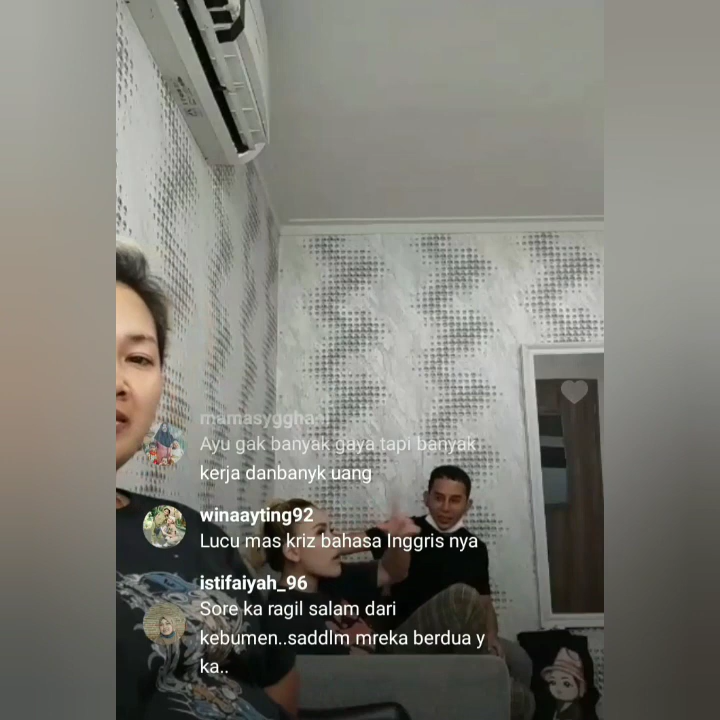 mamasyggha
Ayu gak banyak gaya tapi banyak
kerja danbanyk uang
winaayting92
Lucu mas kriz bahasa Inggris nya
istifaiyah_96
Sore ka ragil salam dari
kebumen..saddlm mreka berdua y
ka..